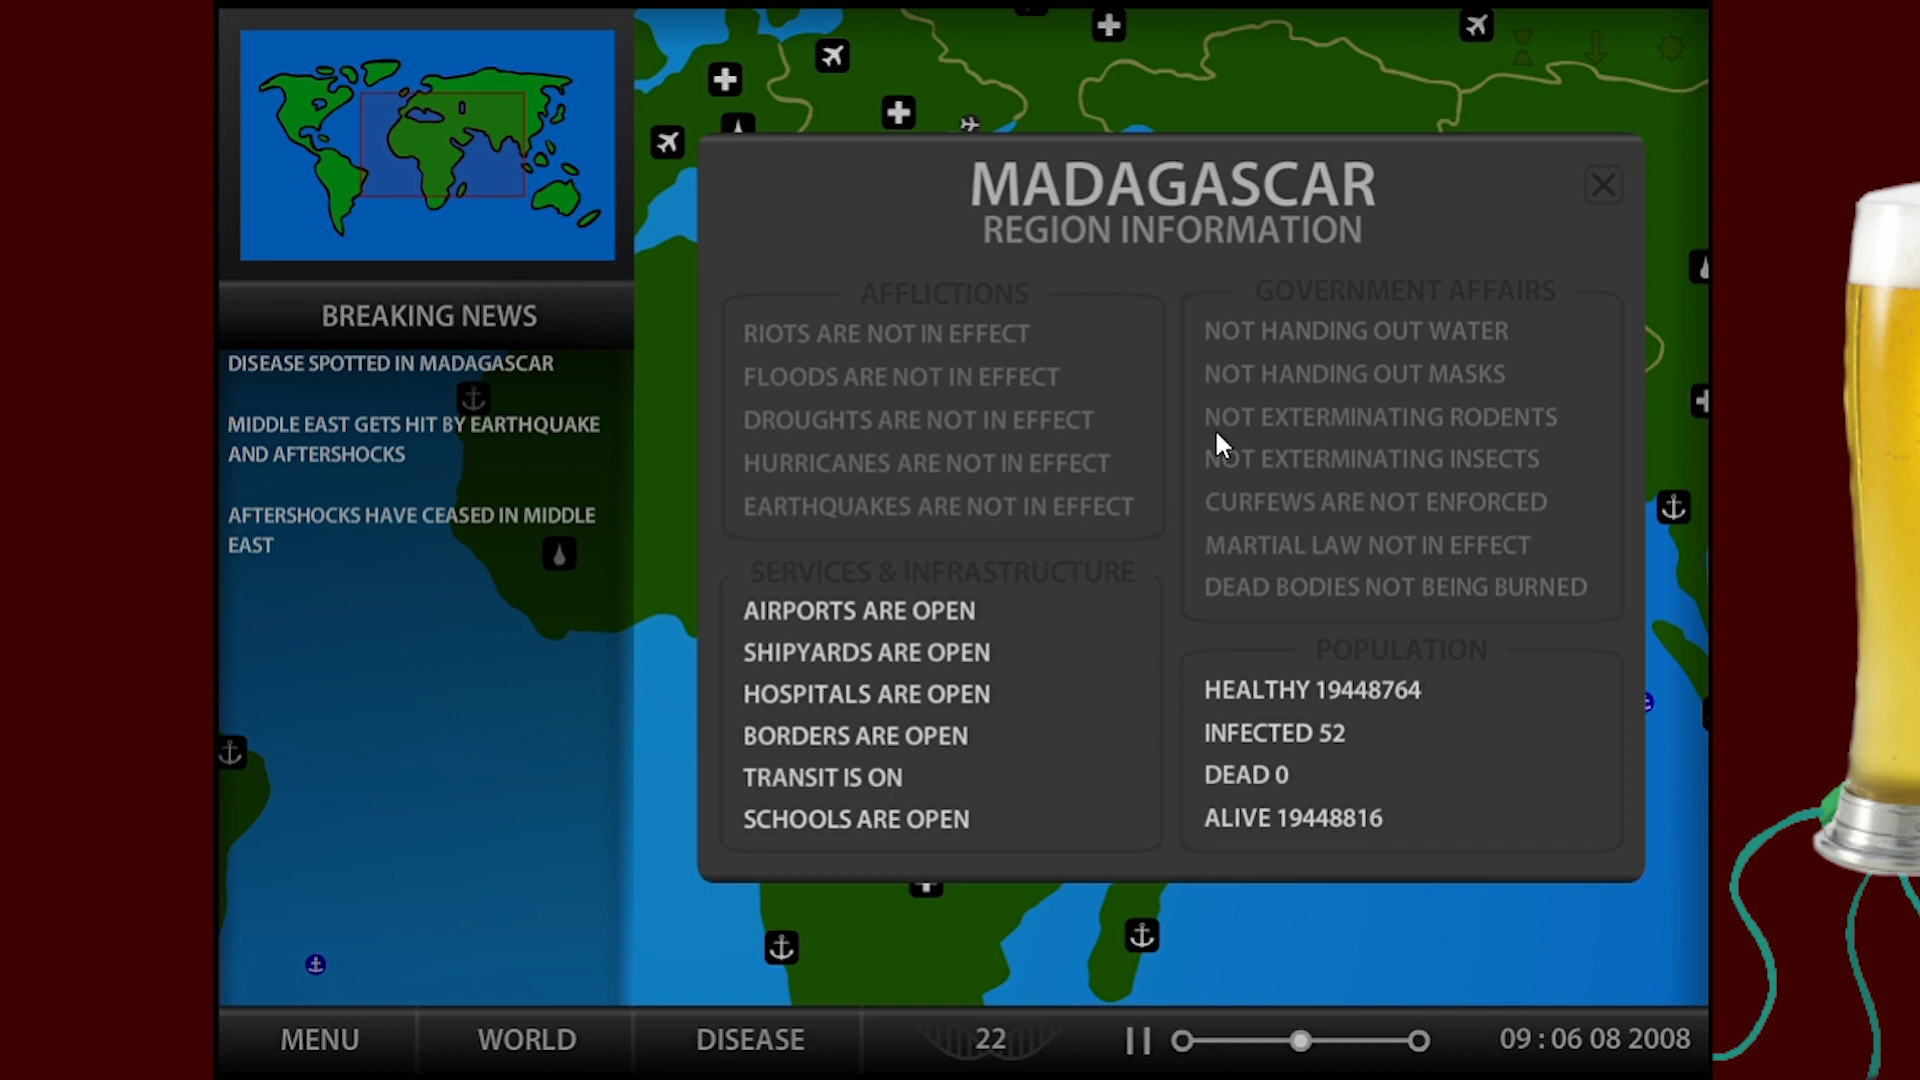 BREAKING NEWS
DISEASE SPOTTED IN MADAGASCAR
MIDDLE EAST GETS HIT BY EARTHQUAKE
AND AFTERSHOCKS
AFTERSHOCKS HAVE CEASED IN MIDDLE
EAST
MADAGASCAR
REGION INFORMATION
AFFLICTIONS
RIOTS ARE NOT IN EFFECT
FLOODS ARE NOT IN EFFECT
DROUGHTS ARE NOT IN EFFECT
HURRICANES ARE NOT IN EFFECT
EARTHQUAKES ARE NOT IN EFFECT
SERVICES & INFRASTRUCTURE
AIRPORTS ARE OPEN
SHIPYARDS ARE OPEN
HOSPITALS ARE OPEN
BORDERS ARE OPEN
TRANSIT IS ON
SCHOOLS ARE OPEN
GOVERNMENT AFFAIRS
NOT HANDING OUT WATER
NOT HANDING OUT MASKS
NOT EXTERMINATING RODENTS
NOT EXTERMINATING INSECTS
CURFEWS ARE NOT ENFORCED
MARTIAL LAW NOT IN EFFECT
DEAD BODIES NOT BEING BURNED
POPULATION
HEALTHY 19448764
INFECTED 52
DEAD 0
ALIVE 19448816
MENU WORLD DISEASE 22 09 : 06 08 2008